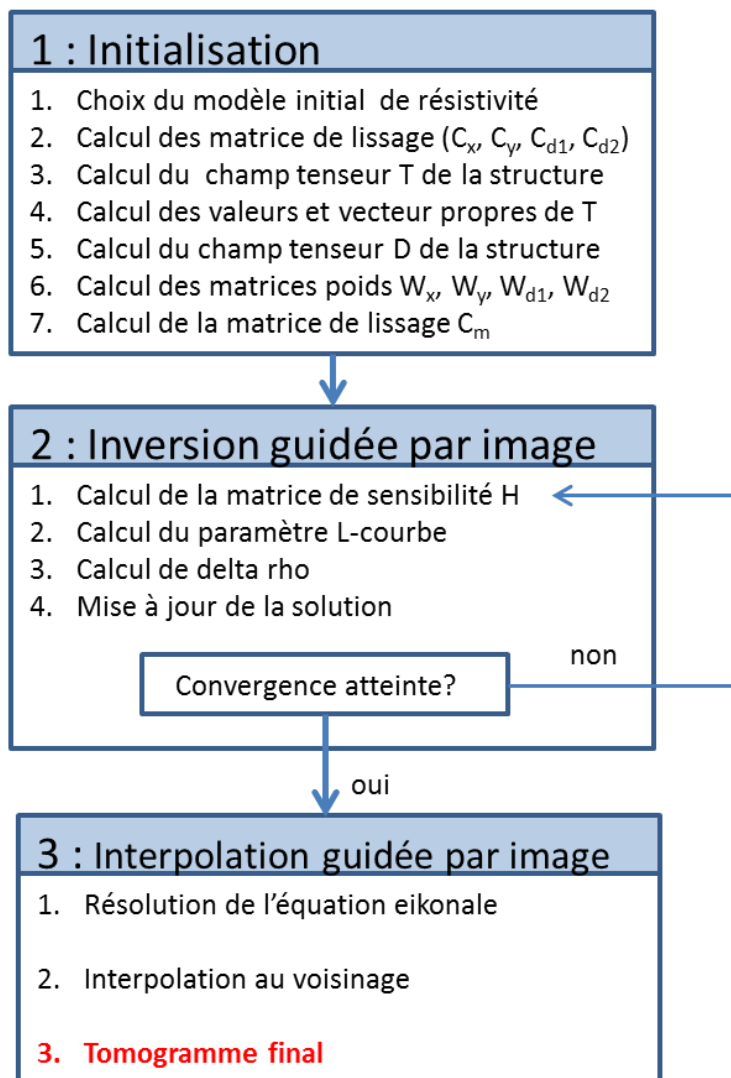 1 : Initialisation
1. Choix du modèle initial de résistivité
2. Calcul des matrice de lissage (Cx, Cy, Cd1, Cd2)
3. Calcul du champ tenseur T de la structure
4. Calcul des valeurs et vecteur propres de T
5. Calcul du champ tenseur D de la structure
6. Calcul des matrices poids Wx, Wy, Wd1, Wd2
7. Calcul de la matrice de lissage Cm
2 : Inversion guidée par image
1. Calcul de la matrice de sensibilité H
2. Calcul du paramètre L-courbe
3. Calcul de delta rho
4. Mise à jour de la solution
non
Convergence atteinte?
oui
3 : Interpolation guidée par image
1. Résolution de l’équation eikonale
2. Interpolation au voisinage
3. Tomogramme final